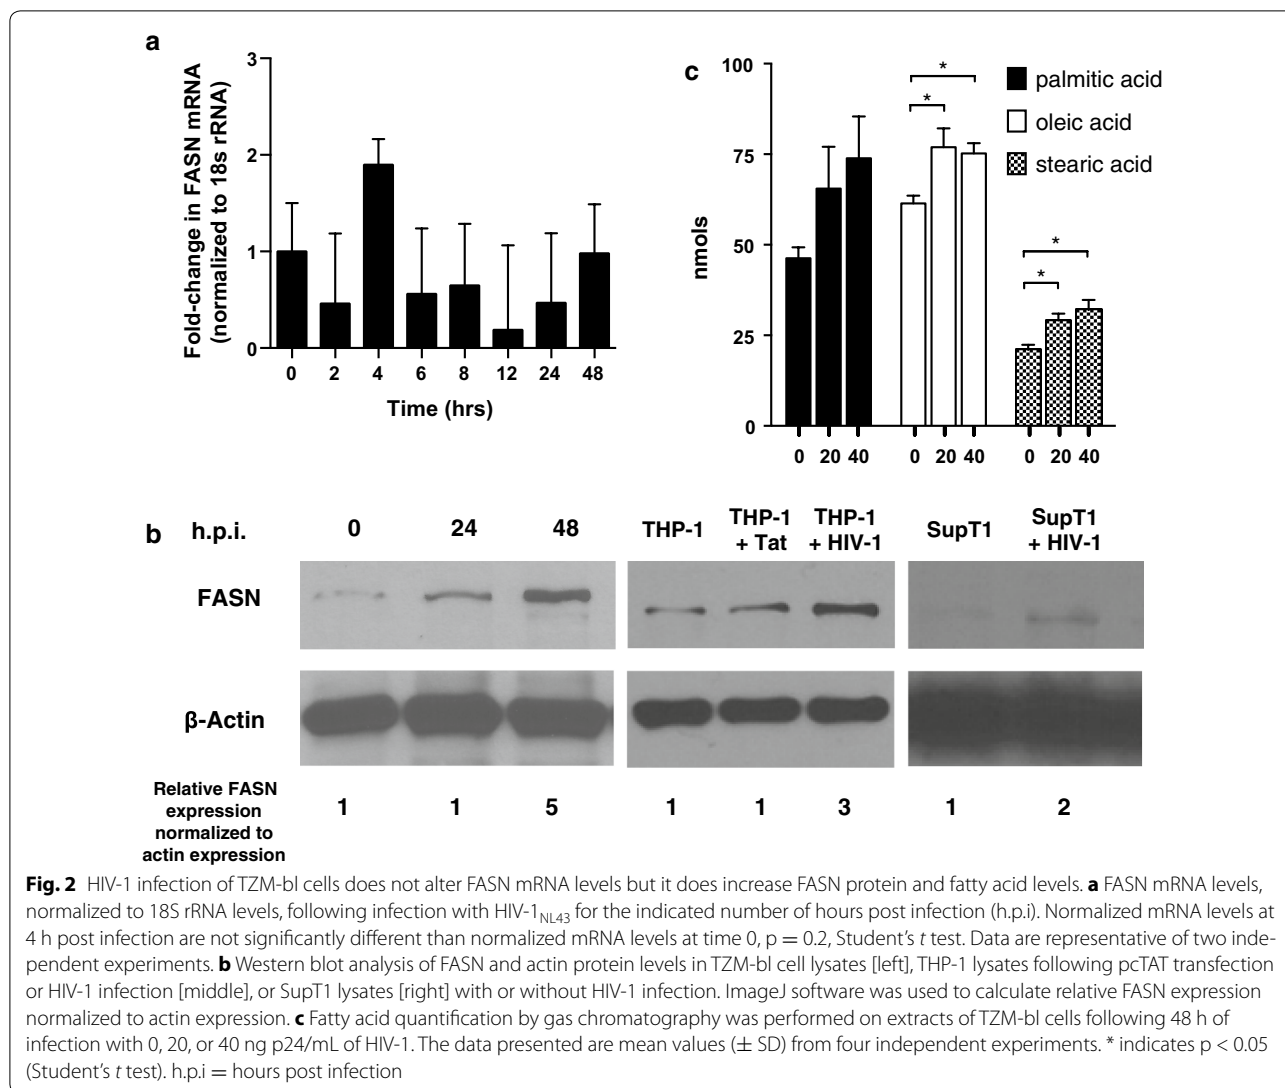 a
Fold-change in FASN mRNA
(normalized to 18s rRNA)
3
2
1
0
0 2 4 6 8 12 24 48
Time (hrs)
c
nmols
100
75
50
25
0
* *
* *
palmitic acid
oleic acid
stearic acid
0 20 40 0 20 40 0 20 40
b
h.p.i. 0 24 48
THP-1 THP-1 + Tat THP-1 + HIV-1
SupT1 SupT1 + HIV-1
FASN
β-Actin
Relative FASN
expression
normalized to
actin expression
1 1 5 1 1 3 1 2
Fig. 2 HIV-1 infection of TZM-bl cells does not alter FASN mRNA levels but it does increase FASN protein and fatty acid levels. a FASN mRNA levels,
normalized to 18S rRNA levels, following infection with HIV-1NL43 for the indicated number of hours post infection (h.p.i). Normalized mRNA levels at
4 h post infection are not significantly different than normalized mRNA levels at time 0, p = 0.2, Student's t test. Data are representative of two inde-
pendent experiments. b Western blot analysis of FASN and actin protein levels in TZM-bl cell lysates [left], THP-1 lysates following pcTAT transfection
or HIV-1 infection [middle], or SupT1 lysates [right] with or without HIV-1 infection. ImageJ software was used to calculate relative FASN expression
normalized to actin expression. c Fatty acid quantification by gas chromatography was performed on extracts of TZM-bl cells following 48 h of
infection with 0, 20, or 40 ng p24/mL of HIV-1. The data presented are mean values (± SD) from four independent experiments. * indicates p < 0.05
(Student's t test). h.p.i = hours post infection